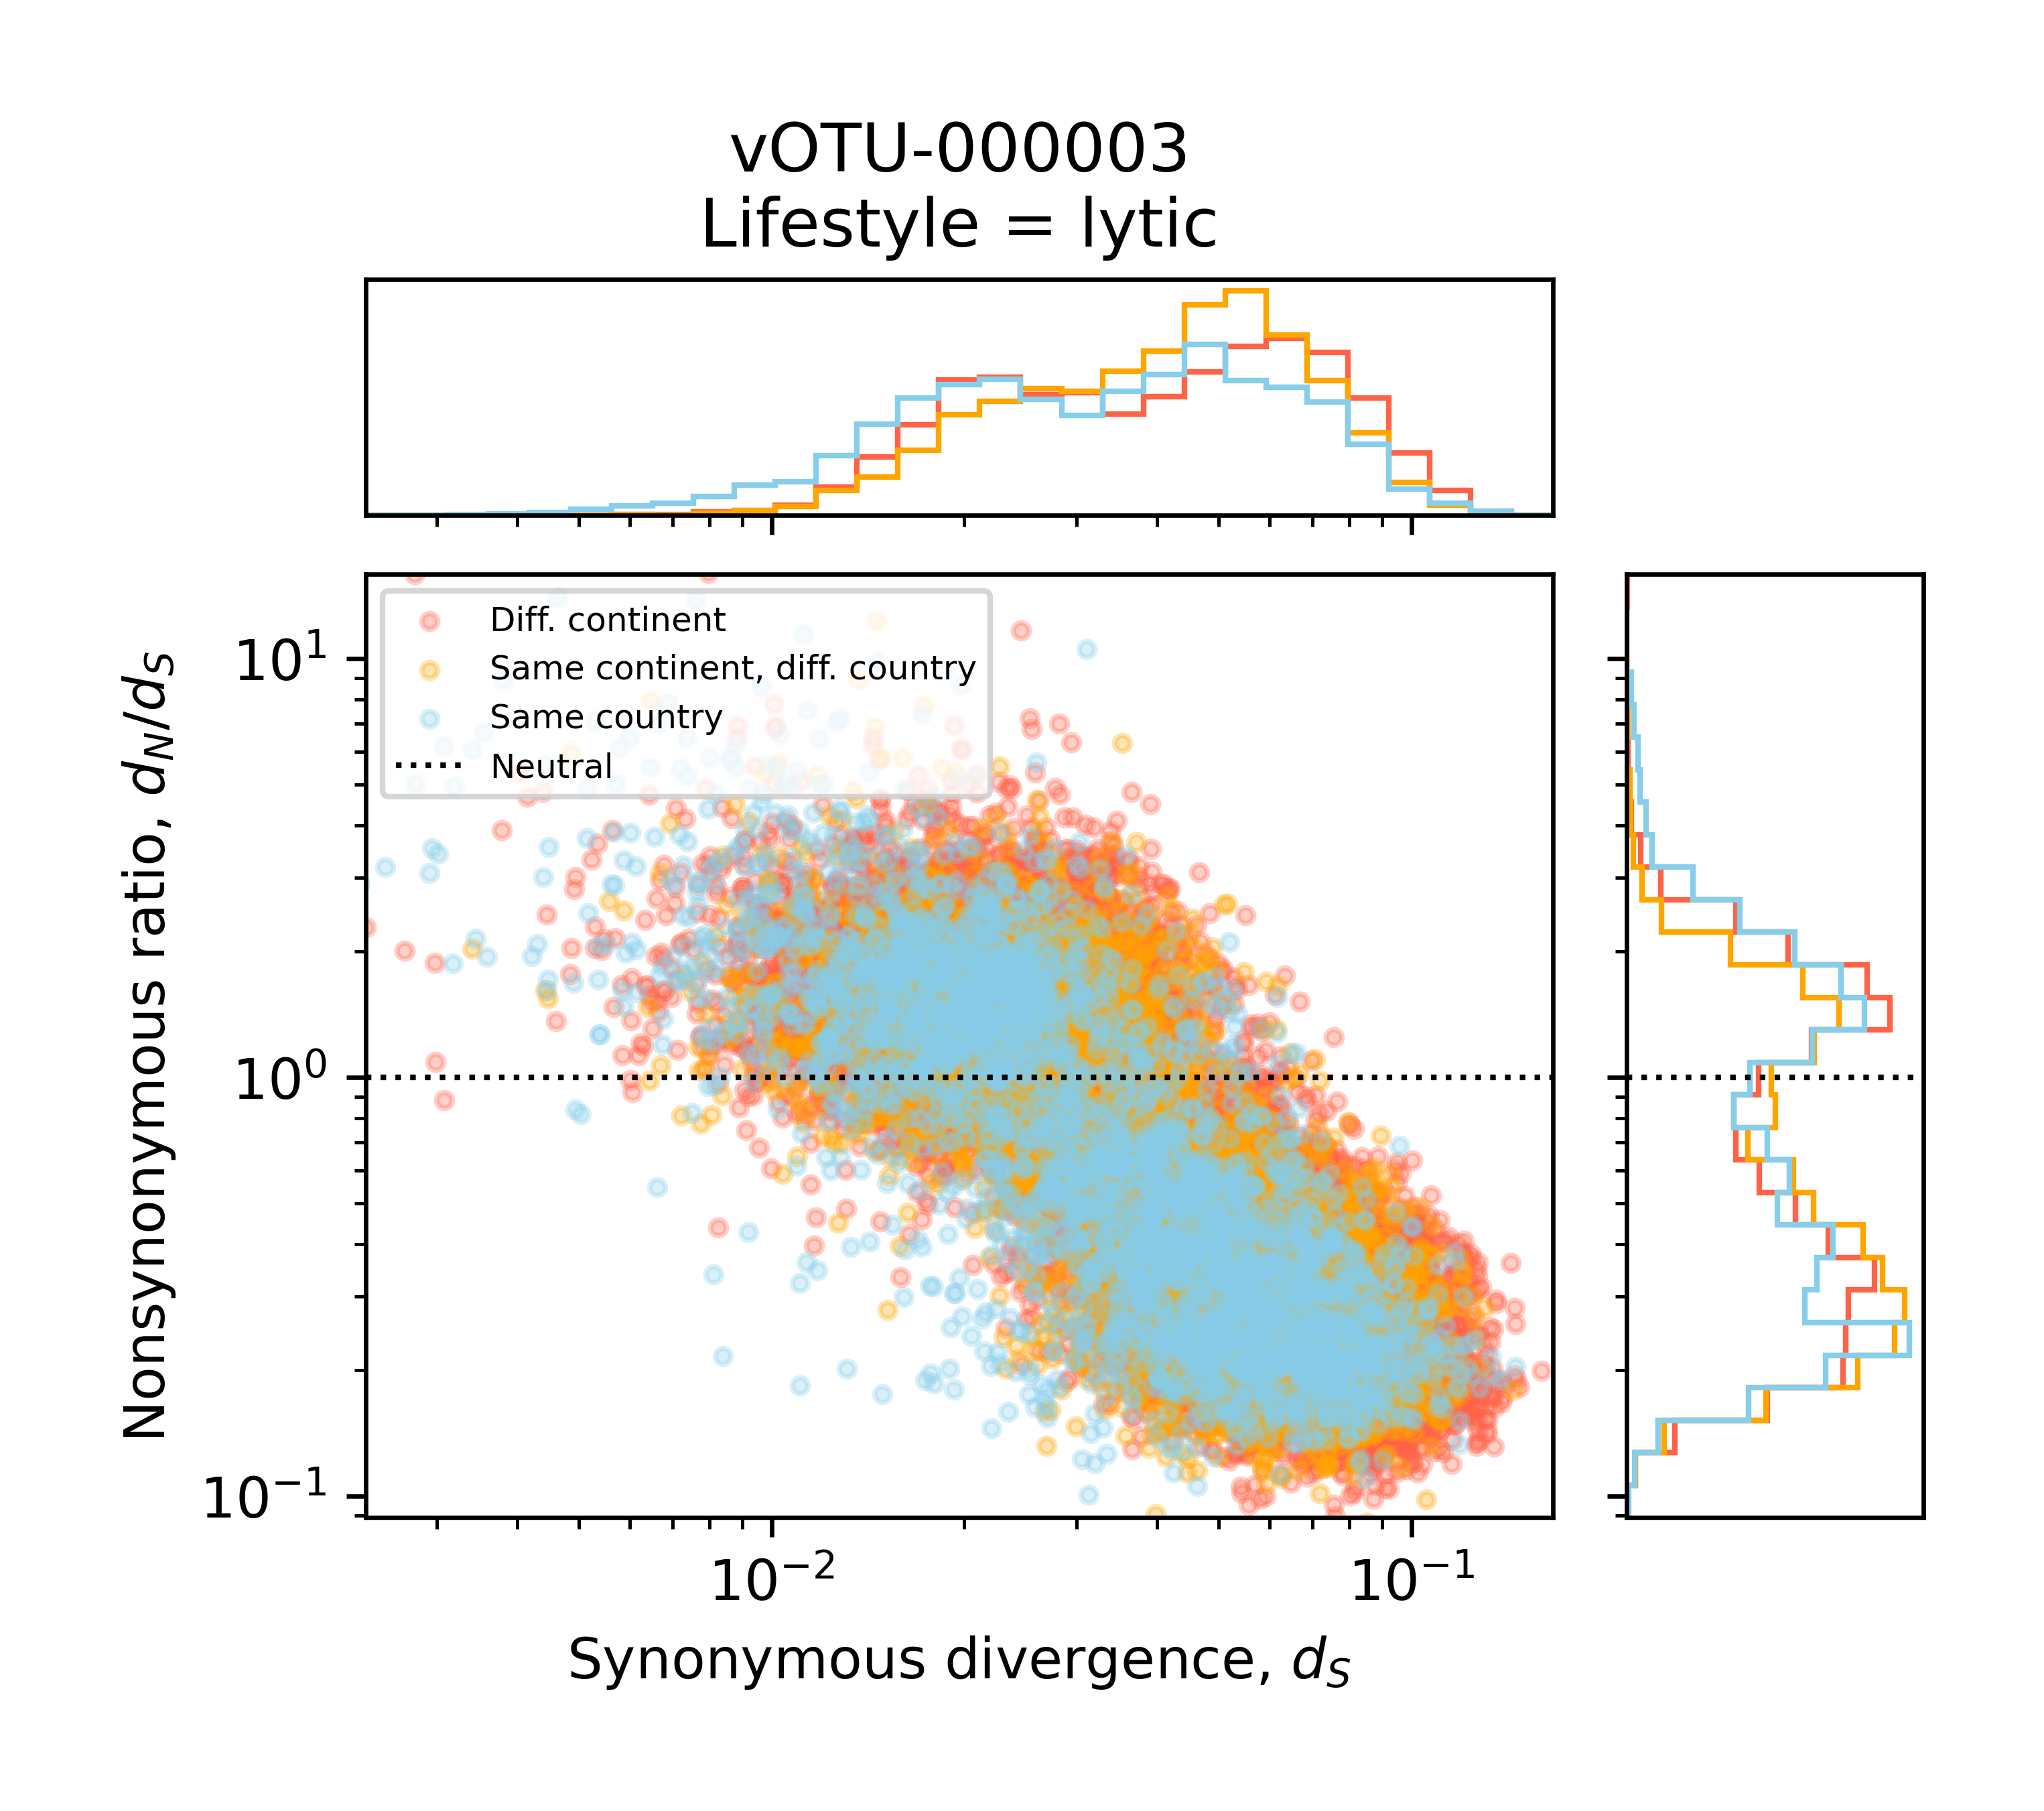 vOTU-000003
Lifestyle = lytic
Diff. continent
Same continent, diff. country
Same country
Neutral
Nonsynonymous ratio, d_N/d_S
10^1
10^0
10^−1
10^−2
10^−1
Synonymous divergence, d_S